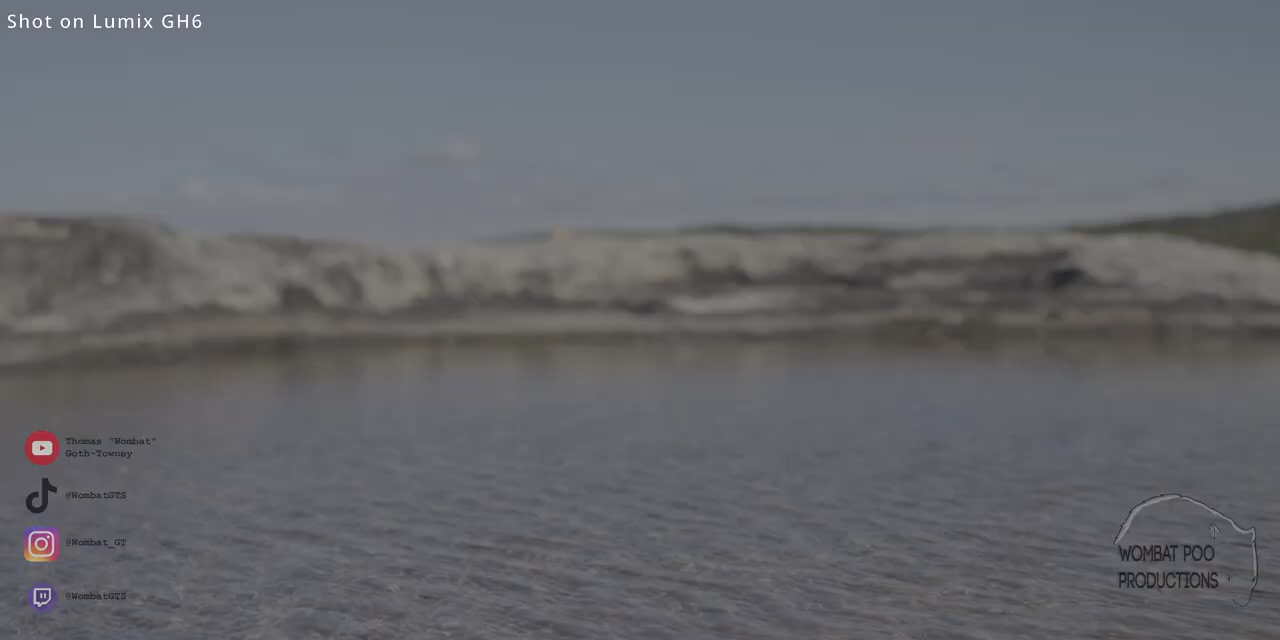 Shot on Lumix GH6
Thomas "Wombat"
Goth-Towney
@WombatGTS
@Wombat_GT
@WombatGTS
WOMBAT POO
PRODUCTIONS